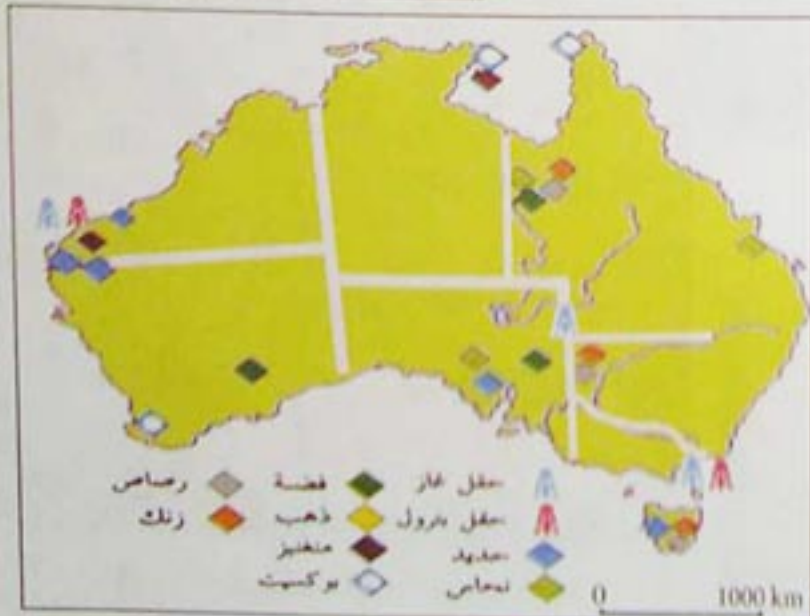 حقل غاز فضة رصاص
حقل بترول ذهب زنك
حديد منغنيز
نحاس بوكسيت
0 1000 km